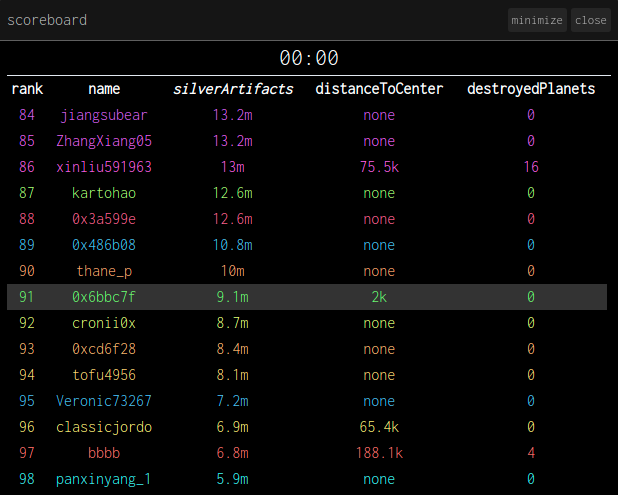 scoreboard minimize close
00:00
rank name silverArtifacts distanceToCenter destroyedPlanets
84 jiangsubear 13.2m none 0
85 ZhangXiang05 13.2m none 0
86 xinliu591963 13m 75.5k 16
87 kartohao 12.6m none 0
88 0x3a599e 12.6m none 0
89 0x486b08 10.8m none 0
90 thane_p 10m none 0
91 0x6bbc7f 9.1m 2k 0
92 cronii0x 8.7m none 0
93 0xcd6f28 8.4m none 0
94 tofu4956 8.1m none 0
95 Veronic73267 7.2m none 0
96 classicjordo 6.9m 65.4k 0
97 bbbb 6.8m 188.1k 4
98 panxinyang_1 5.9m none 0